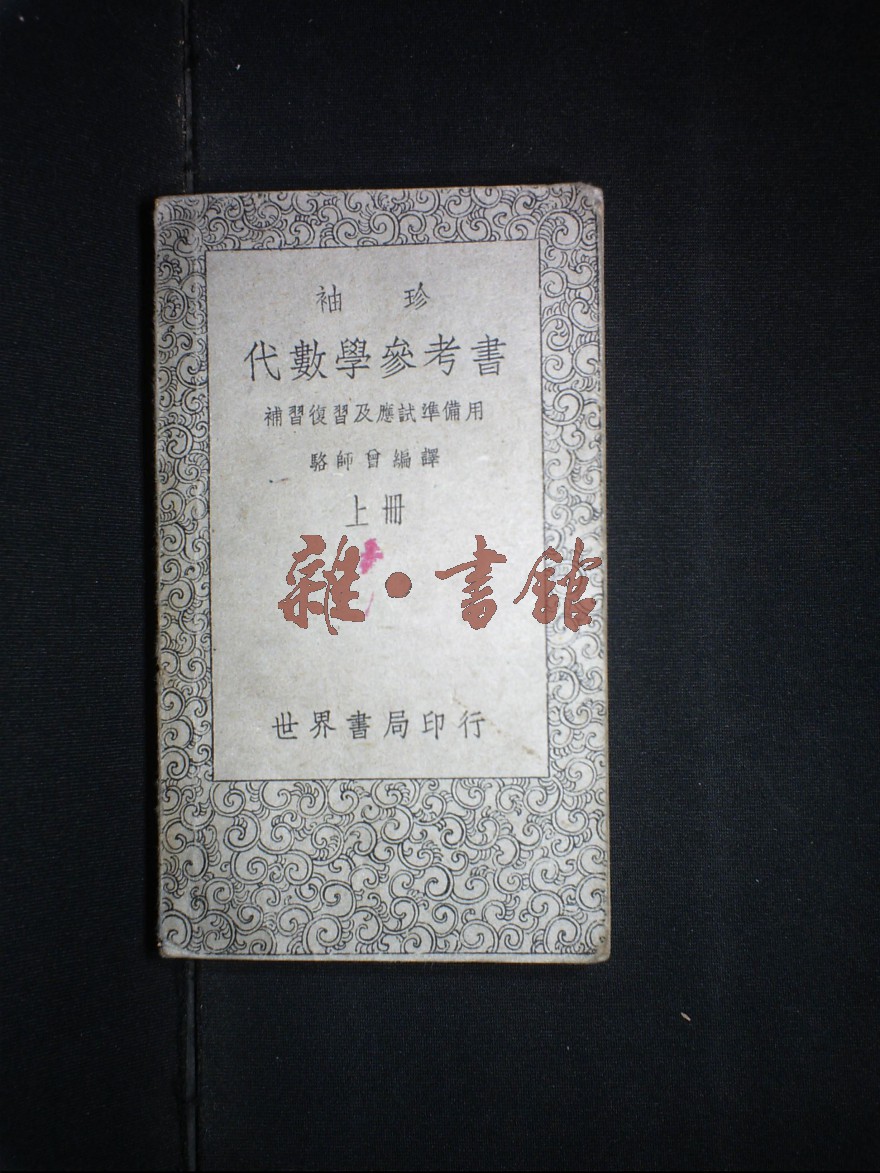 袖 珍
代數學參考書
補習復習及應試準備用
駱師曾編譯
上冊
雜·書館
世界書局印行